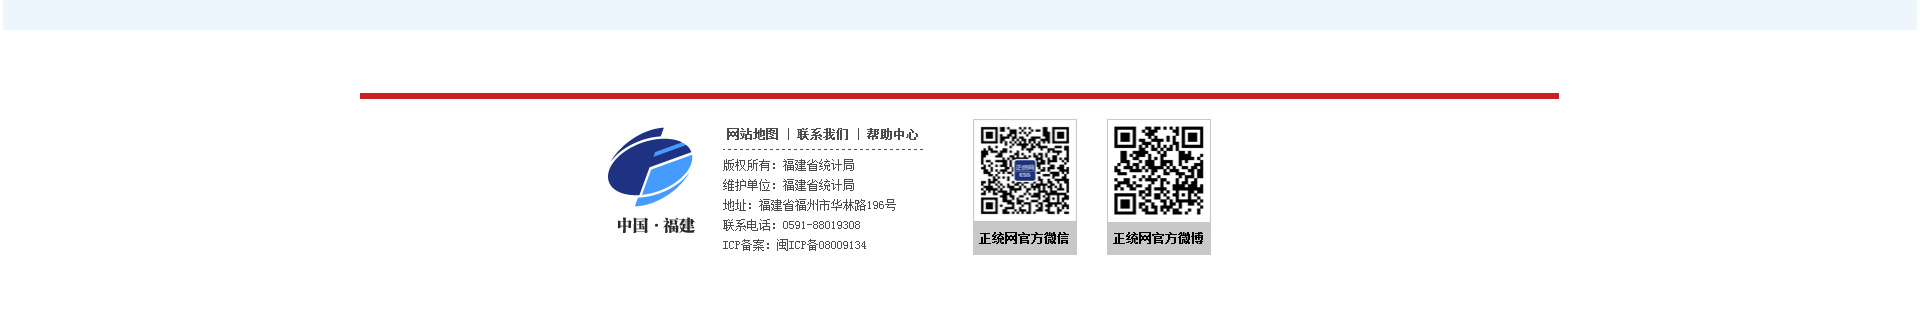 网站地图 | 联系我们 | 帮助中心
版权所有：福建省统计局
维护单位：福建省统计局
地址：福建省福州市华林路196号
联系电话：0591-88019308
ICP备案：闽ICP备08009134
中国·福建
正统网
ESS
正统网官方微信
正统网官方微博